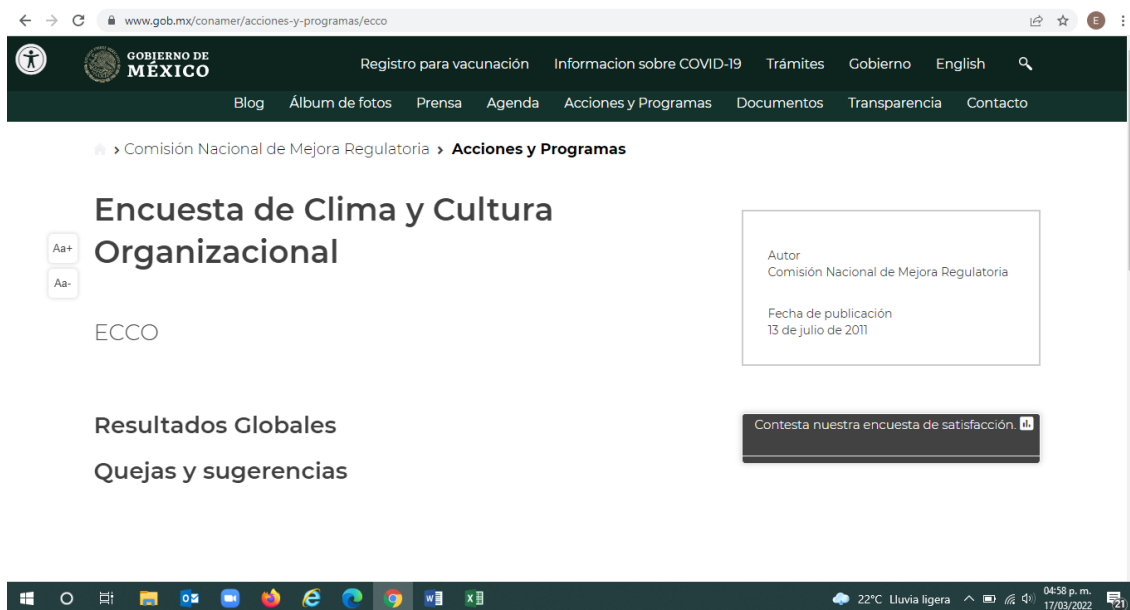 www.gob.mx/conamer/acciones-y-programas/ecco
E
GOBIERNO DE
MÉXICO
Registro para vacunación Informacion sobre COVID-19 Trámites Gobierno English
Blog Álbum de fotos Prensa Agenda Acciones y Programas Documentos Transparencia Contacto
> Comisión Nacional de Mejora Regulatoria > Acciones y Programas
Encuesta de Clima y Cultura
Organizacional
Aa+
Aa-
ECCO
Autor
Comisión Nacional de Mejora Regulatoria
Fecha de publicación
13 de julio de 2011
Resultados Globales
Quejas y sugerencias
Contesta nuestra encuesta de satisfacción.
22°C Lluvia ligera
04:58 p. m.
17/03/2022
21